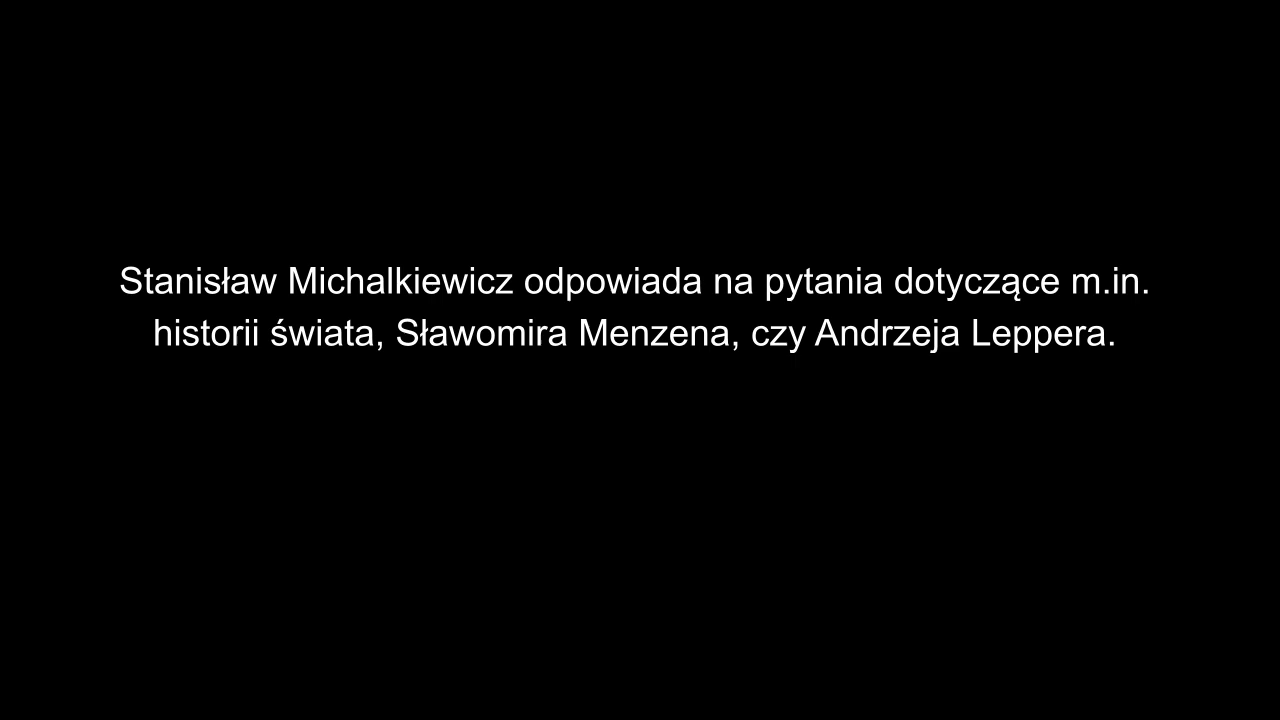 Stanisław Michalkiewicz odpowiada na pytania dotyczące m.in.
historii świata, Sławomira Menzena, czy Andrzeja Leppera.